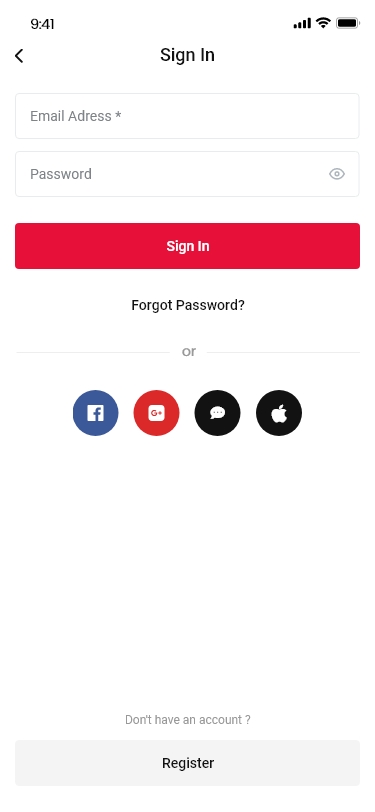 9:41
Sign In
Email Adress *
Password
Sign In
Forgot Password?
or
G+
Don't have an account ?
Register